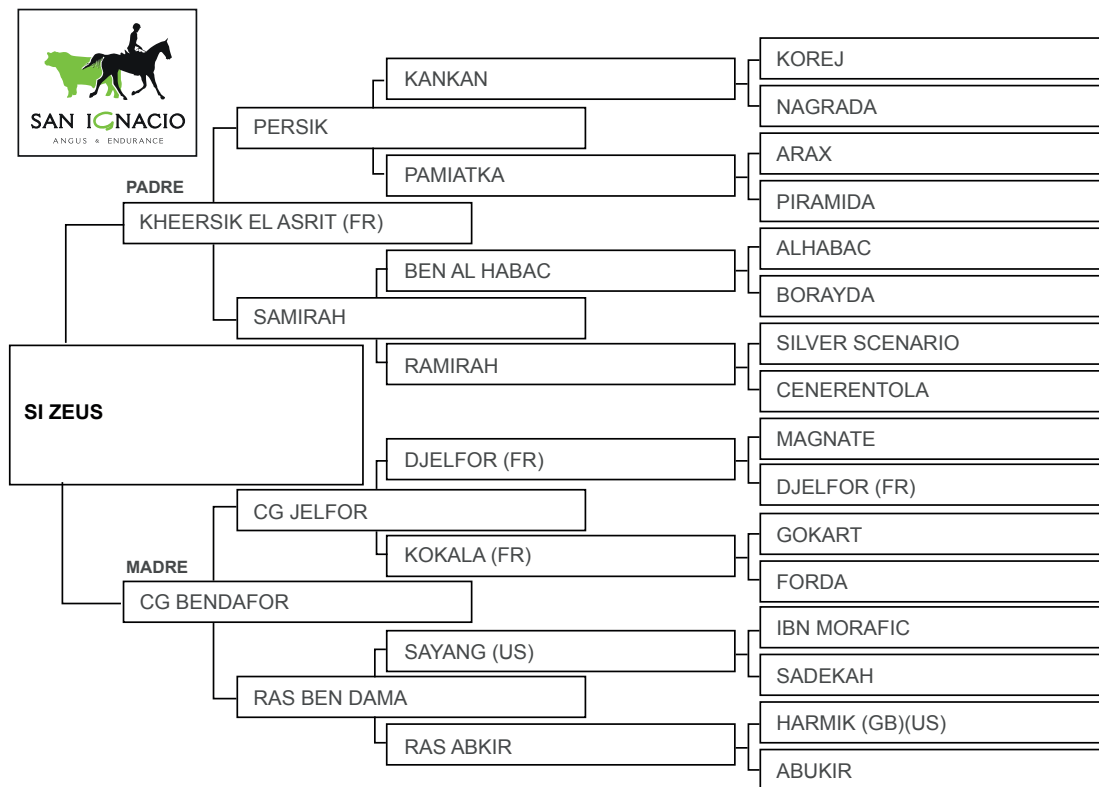 SAN IGNACIO
ANGUS & ENDURANCE
KOREJ
KANKAN
NAGRADA
PERSIK
ARAX
PAMIATKA
PIRAMIDA
PADRE
KHEERSIK EL ASRIT (FR)
ALHABAC
BEN AL HABAC
BORAYDA
SAMIRAH
SILVER SCENARIO
RAMIRAH
CENERENTOLA
SI ZEUS
MAGNATE
DJELFOR (FR)
DJELFOR (FR)
CG JELFOR
GOKART
KOKALA (FR)
FORDA
MADRE
CG BENDAFOR
IBN MORAFIC
SAYANG (US)
SADEKAH
RAS BEN DAMA
HARMIK (GB)(US)
RAS ABKIR
ABUKIR